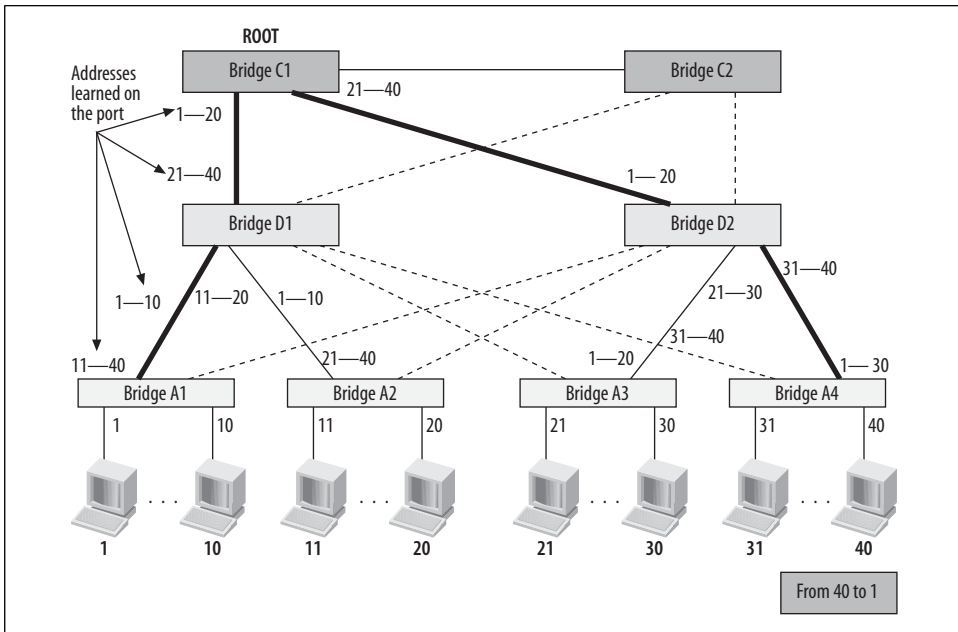 ROOT
Bridge C1
Bridge C2
Addresses
learned on
the port
21—40
1—20
21—40
1— 20
Bridge D1
Bridge D2
1—10
11—20
1—10
31—40
21—30
11—40
21—40
1—20
31—40
1— 30
Bridge A1
Bridge A2
Bridge A3
Bridge A4
1
10
11
20
21
30
31
40
. . .
. . .
. . .
. . .
1
10
11
20
21
30
31
40
From 40 to 1